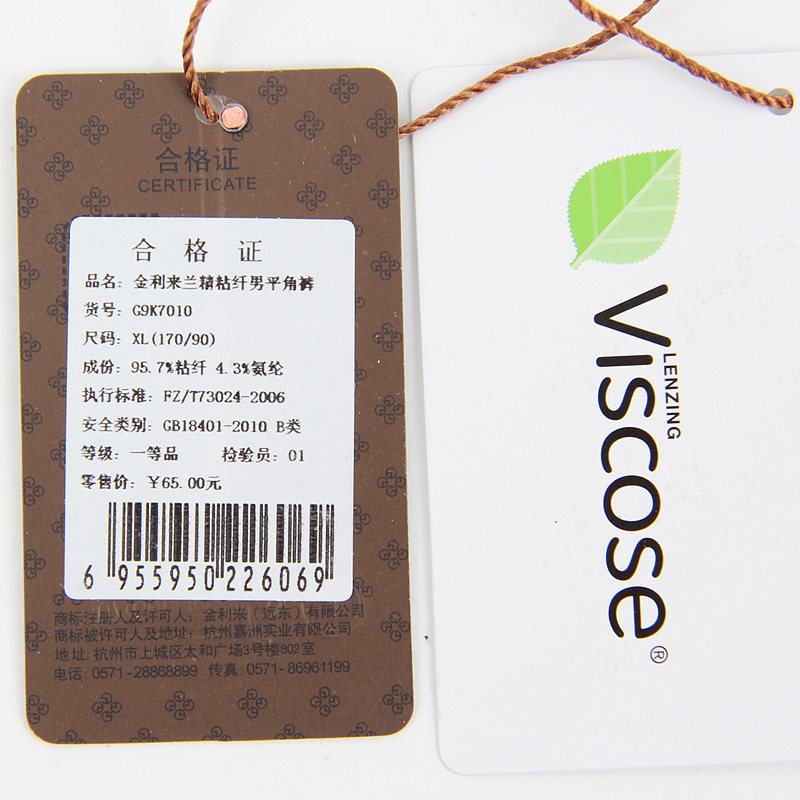 合格证
CERTIFICATE
合 格 证
品名: 金利来兰精粘纤男平角裤
货号: G9K7010
尺码: XL(170/90)
成份: 95.7%粘纤 4.3%氨纶
执行标准: FZ/T73024-2006
安全类别: GB18401-2010 B类
等级: 一等品 检验员: 01
零售价: ￥65.00元
6 955950 226069
商标注册人及许可人：金利来（远东）有限公司
商标被许可人及地址：杭州嘉洲实业有限公司
地址：杭州市上城区太和广场3号楼802室
电话：0571-28868899 传真：0571-86961199
LENZING
Viscose®